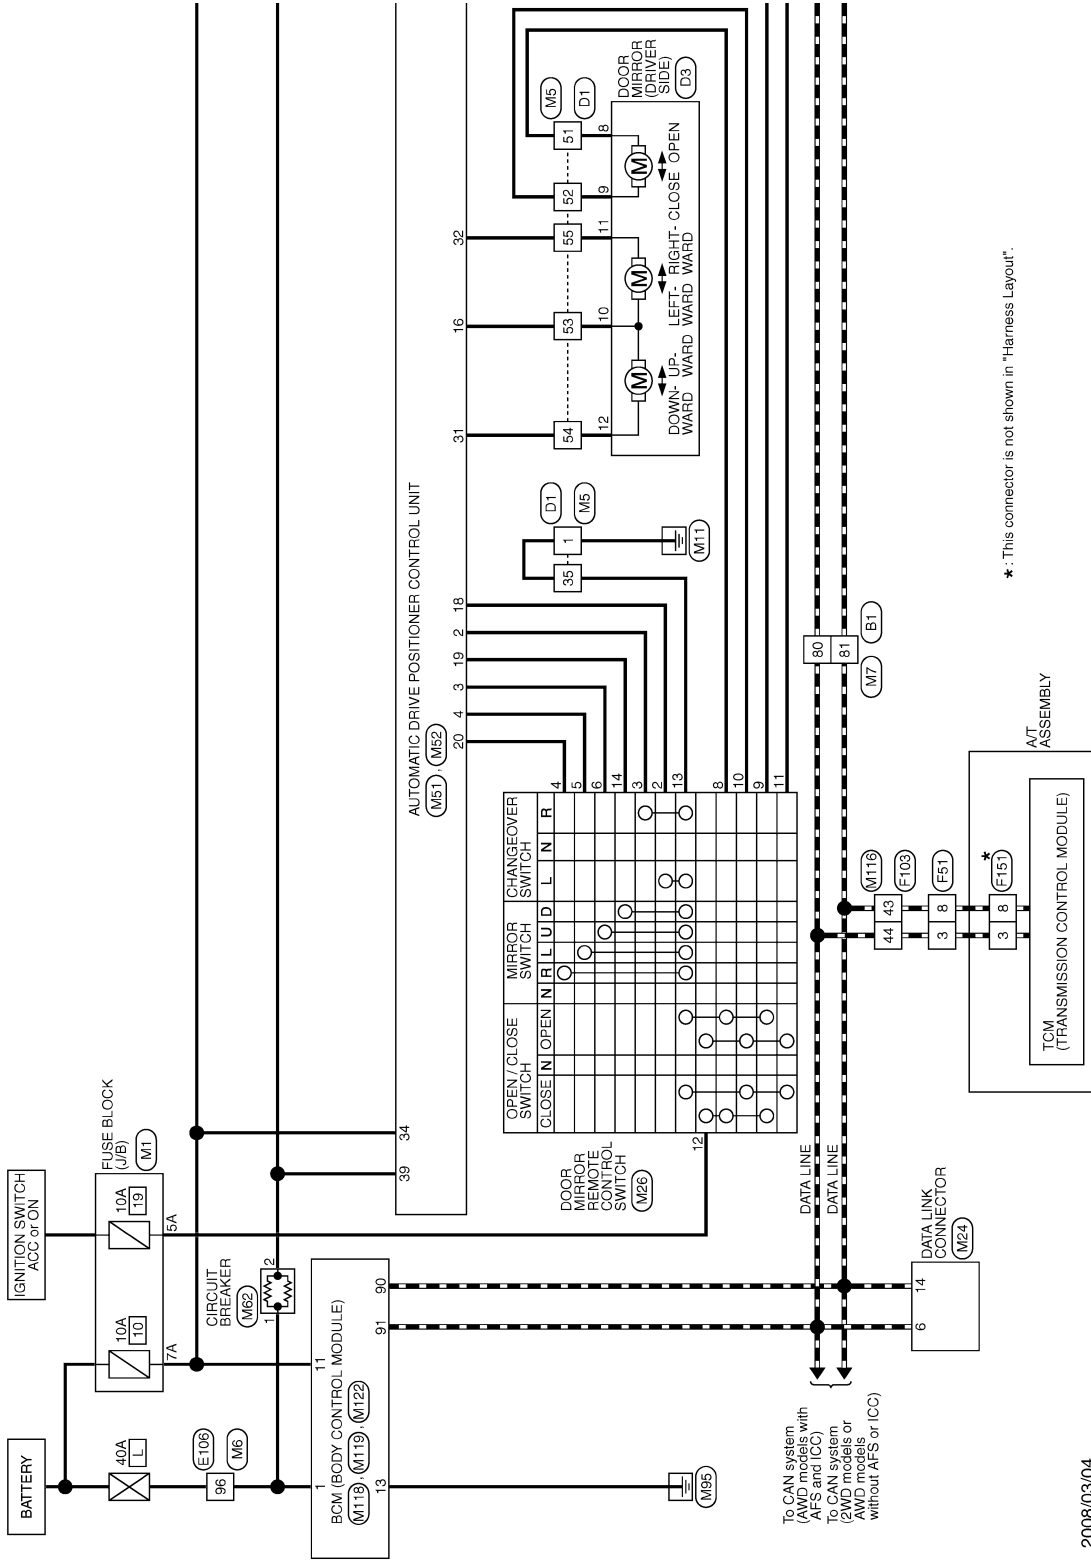 BATTERY
IGNITION SWITCH
ACC or ON
40A
L
10A
10
10A
19
FUSE BLOCK
(J/B)
M1
7A
5A
E106
M6
96
CIRCUIT
BREAKER
M62
1
2
1
11
BCM (BODY CONTROL MODULE)
M118 , M119 , M122
13
91
90
M95
39
34
AUTOMATIC DRIVE POSITIONER CONTROL UNIT
M51 , M52
20
4
3
19
2
18
31
16
32
D1
M5
35
1
M11
M5
D1
54
53
55
52
51
12
10
11
9
8
DOOR
MIRROR
(DRIVER
SIDE)
D3
M
M
M
DOWN-
WARD
UP-
WARD
LEFT-
WARD
RIGHT-
WARD
CLOSE
OPEN
DOOR
MIRROR
REMOTE
CONTROL
SWITCH
M26
12
OPEN / CLOSE
SWITCH
MIRROR
SWITCH
CHANGEOVER
SWITCH
CLOSE N OPEN N R L U D L N R
4
5
6
14
3
2
13
8
10
9
11
DATA LINE
DATA LINE
80
81
M7
B1
6
14
DATA LINK
CONNECTOR
M24
To CAN system
(AWD models with
AFS and ICC)
To CAN system
(2WD models or
AWD models
without AFS or ICC)
44
43
M116
F103
3
8
F51
3
8
*
F151
TCM
(TRANSMISSION CONTROL MODULE)
A/T
ASSEMBLY
* : This connector is not shown in "Harness Layout".
2008/03/04